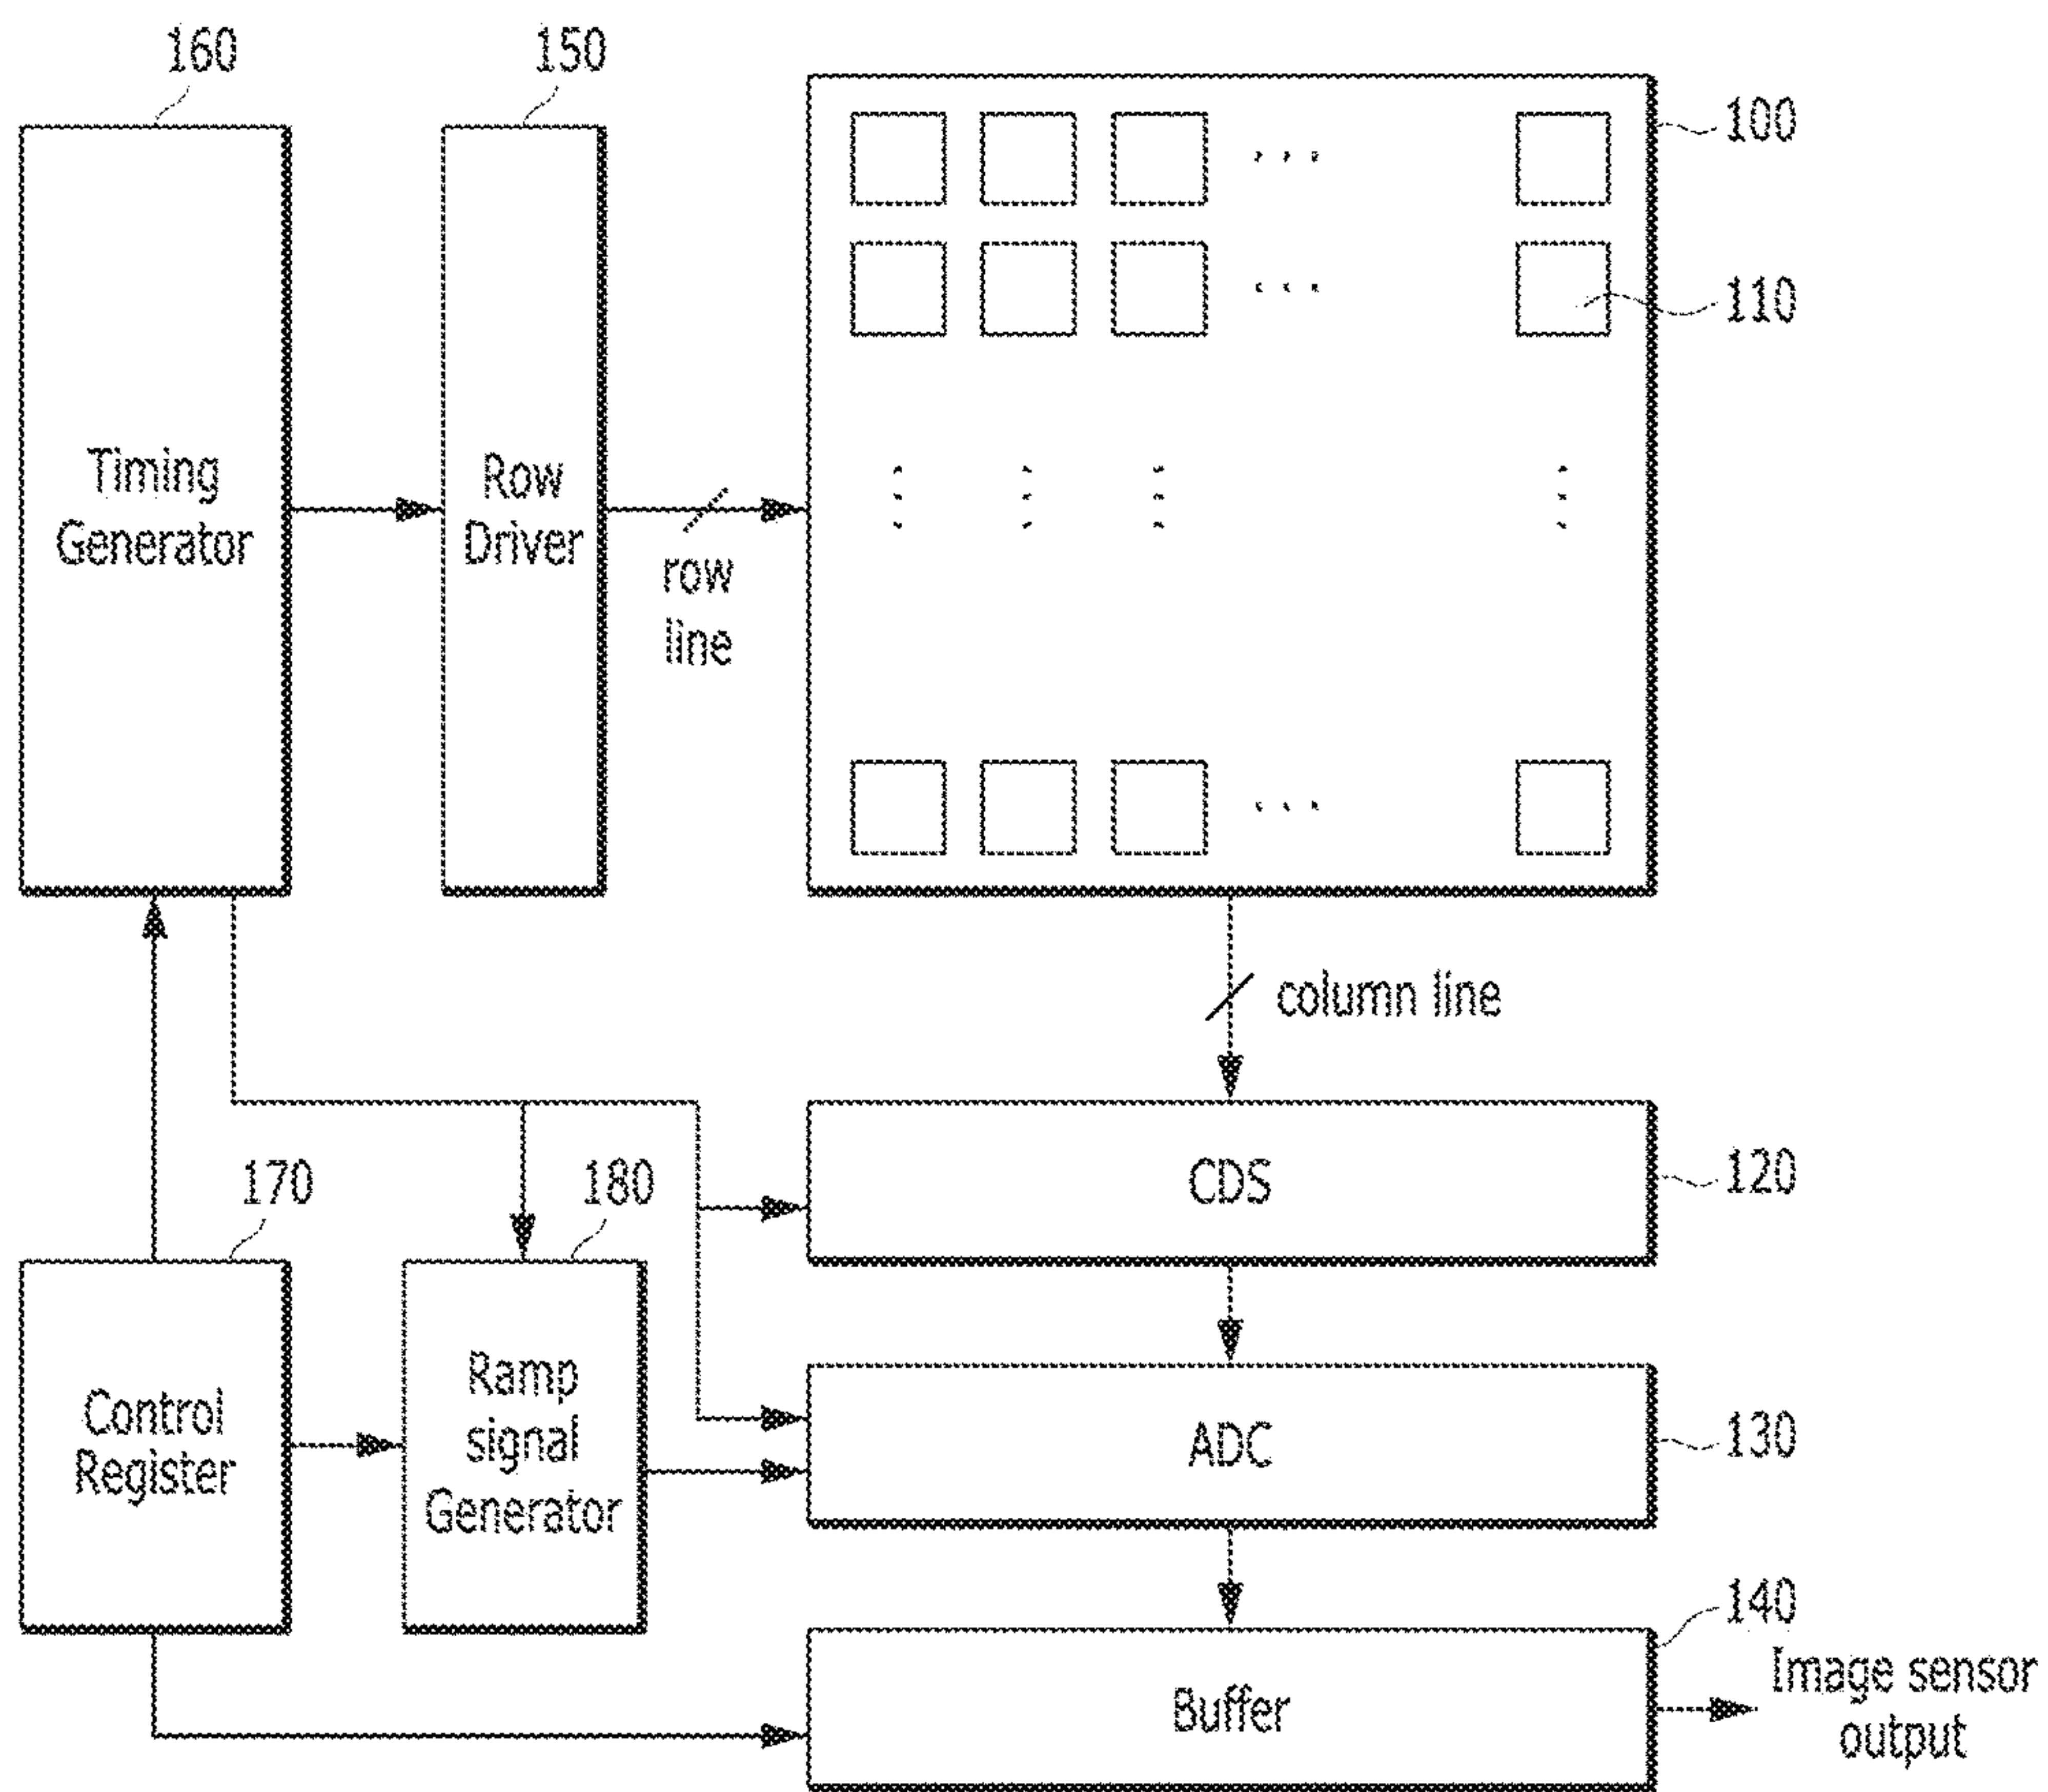 160
150
100
110
Timing
Generator
Row
Driver
row
line
column line
170
180
CDS
120
Control
Register
Ramp
signal
Generator
ADC
130
140
Buffer
Image sensor
output